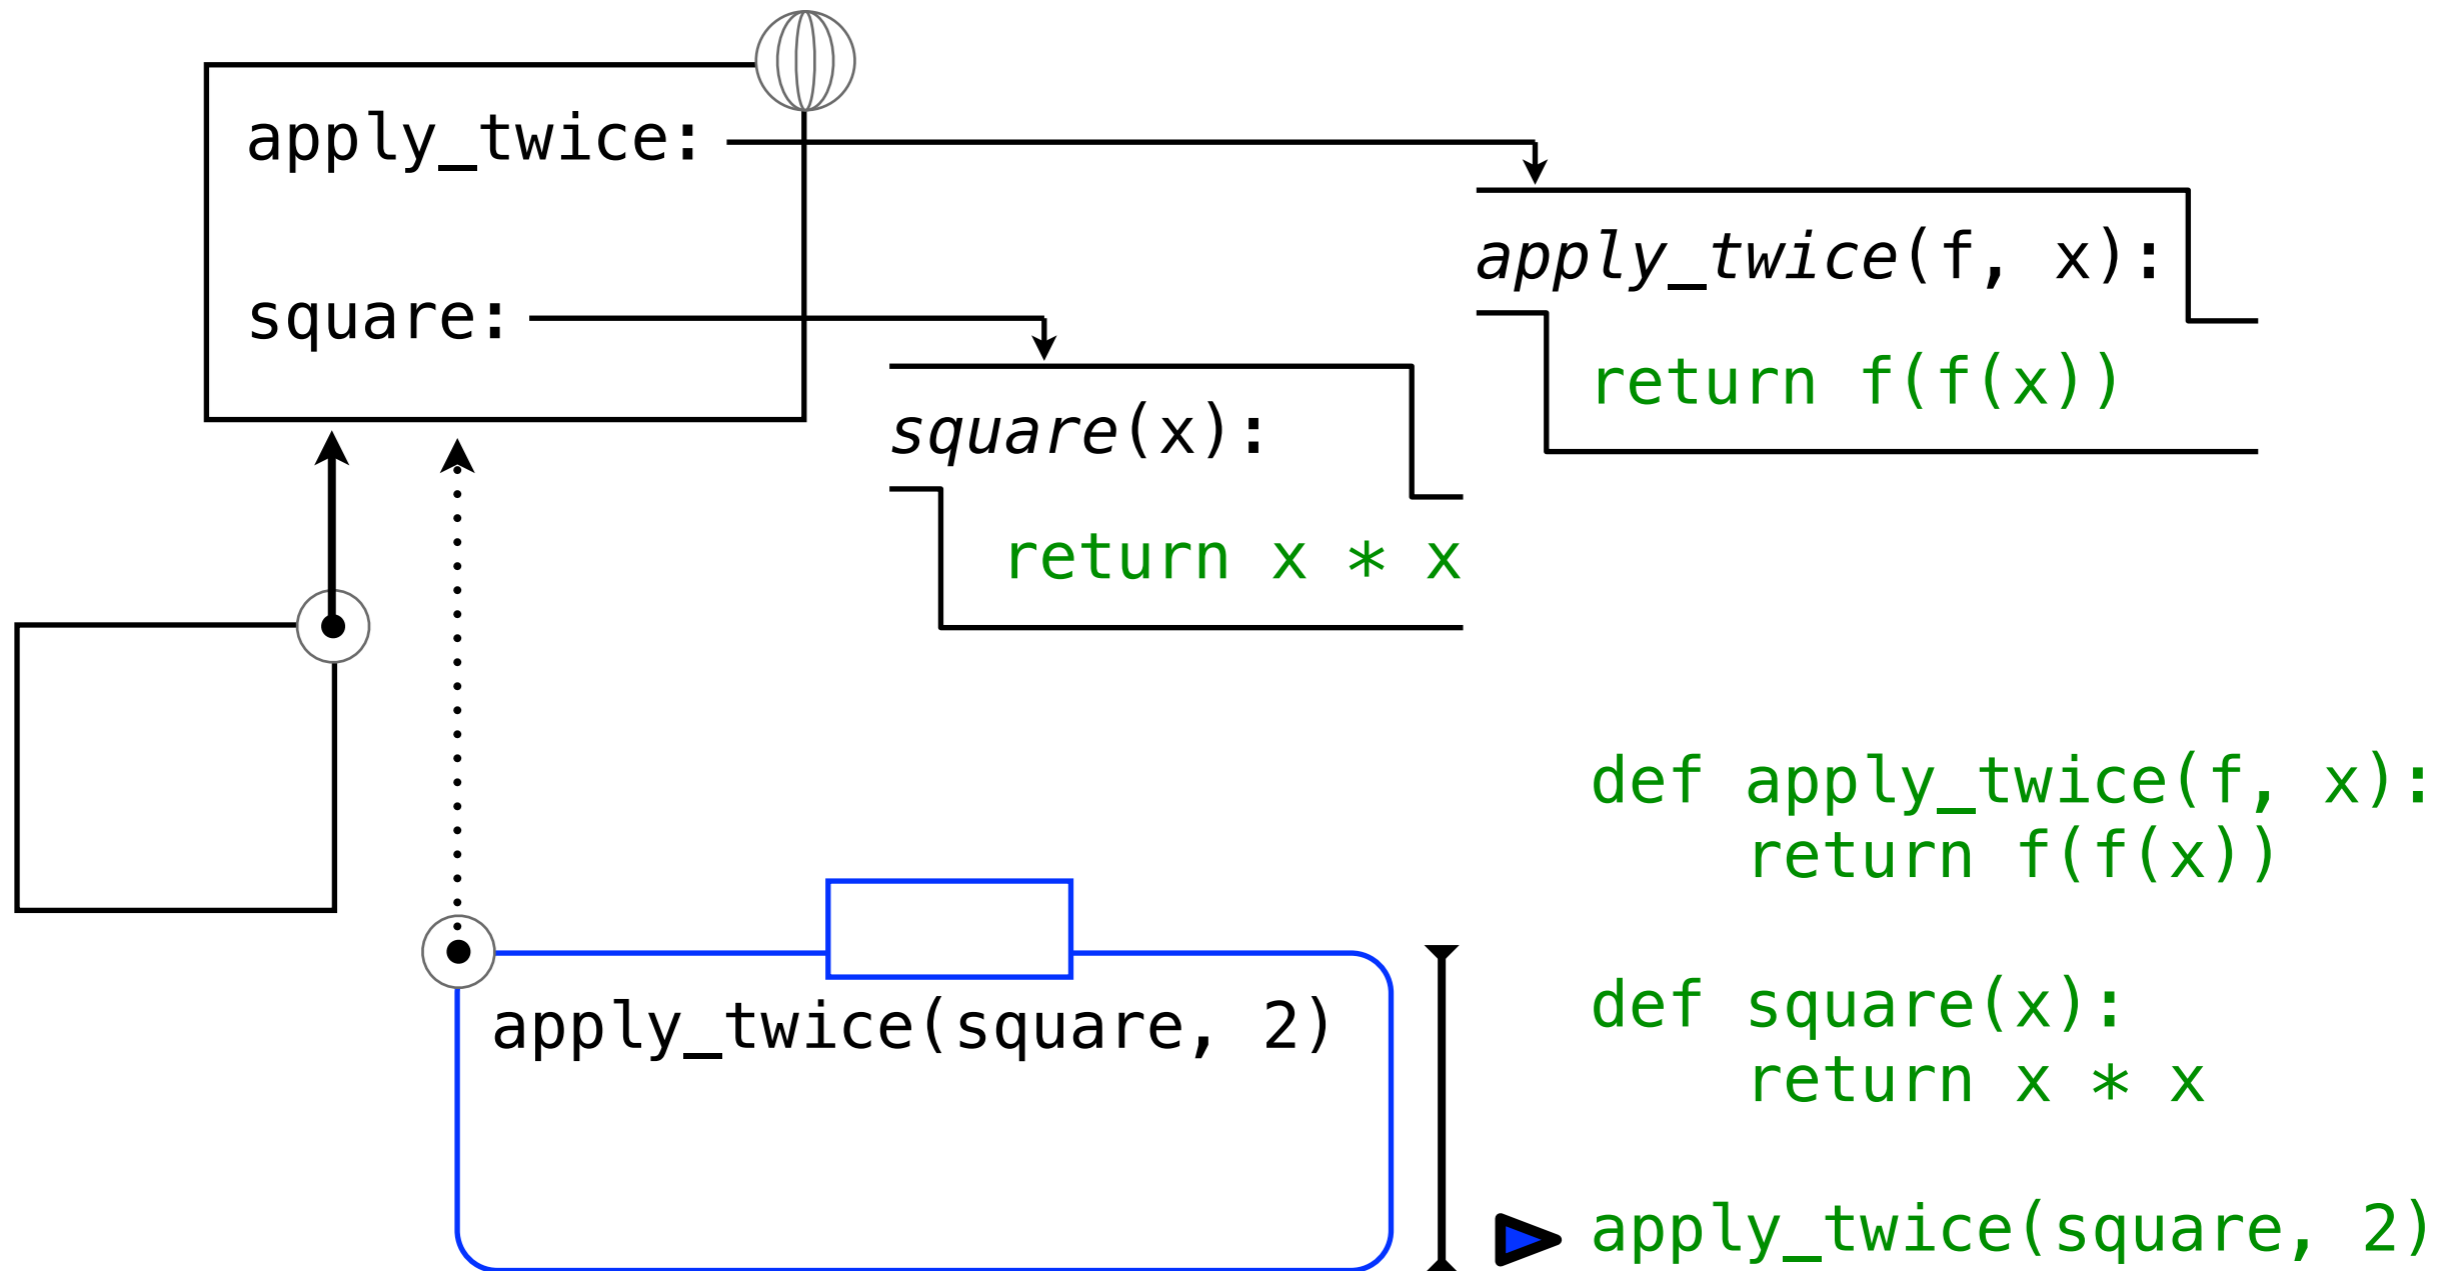 apply_twice:
square:
apply_twice(f, x):
return f(f(x))
square(x):
return x * x
apply_twice(square, 2)
def apply_twice(f, x):
    return f(f(x))
def square(x):
    return x * x
apply_twice(square, 2)